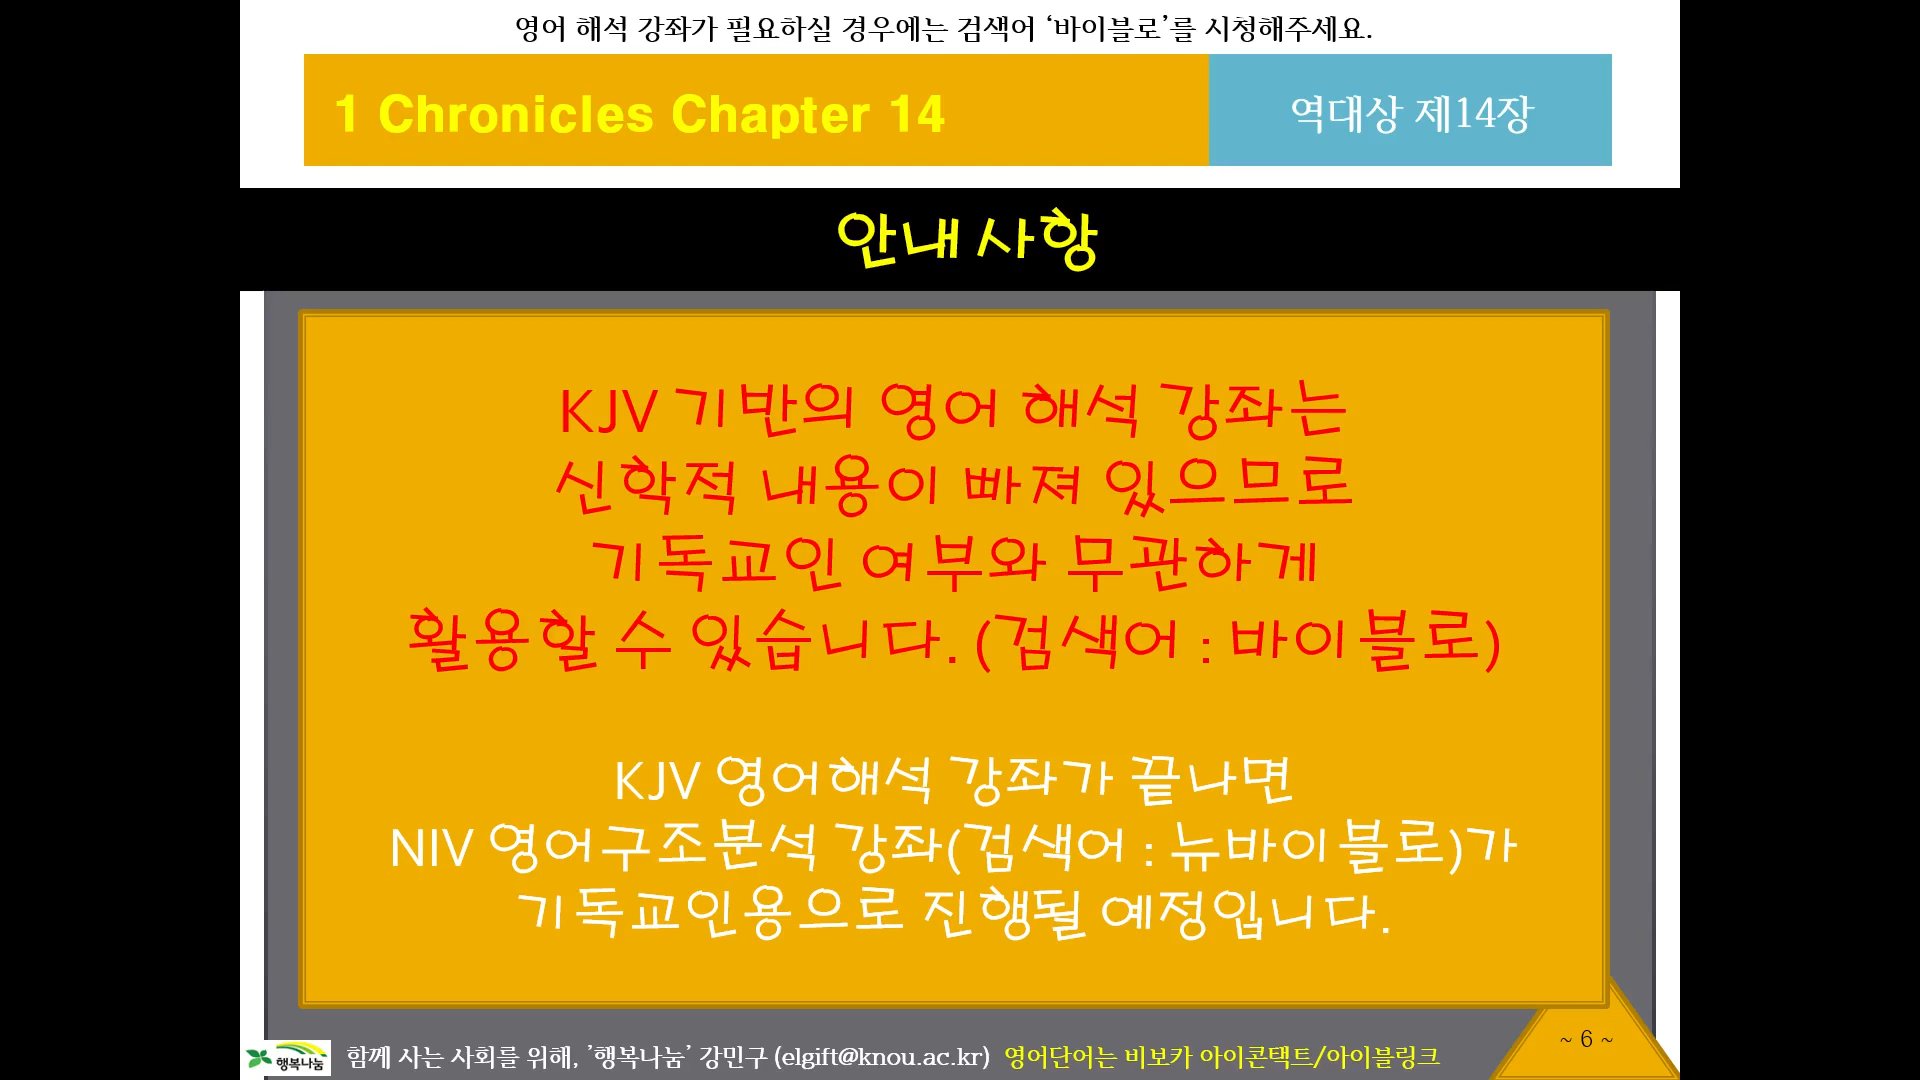 영어 해석 강좌가 필요하실 경우에는 검색어 ‘바이블로’를 시청해주세요.
1 Chronicles Chapter 14
역대상 제14장
안내 사항
KJV 기반의 영어 해석 강좌는
신학적 내용이 빠져 있으므로
기독교인 여부와 무관하게
활용할 수 있습니다. (검색어 : 바이블로)
KJV 영어해석 강좌가 끝나면
NIV 영어구조분석 강좌(검색어 : 뉴바이블로)가
기독교인용으로 진행될 예정입니다.
~ 6 ~
행복나눔
함께 사는 사회를 위해, ’행복나눔’ 강민구 (elgift@knou.ac.kr) 영어단어는 비보카 아이콘택트/아이블링크